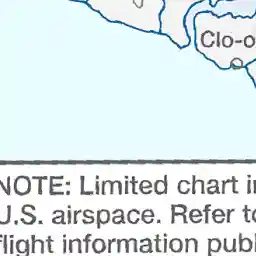 Clo-o
NOTE: Limited chart i
U.S. airspace. Refer to
flight information publ